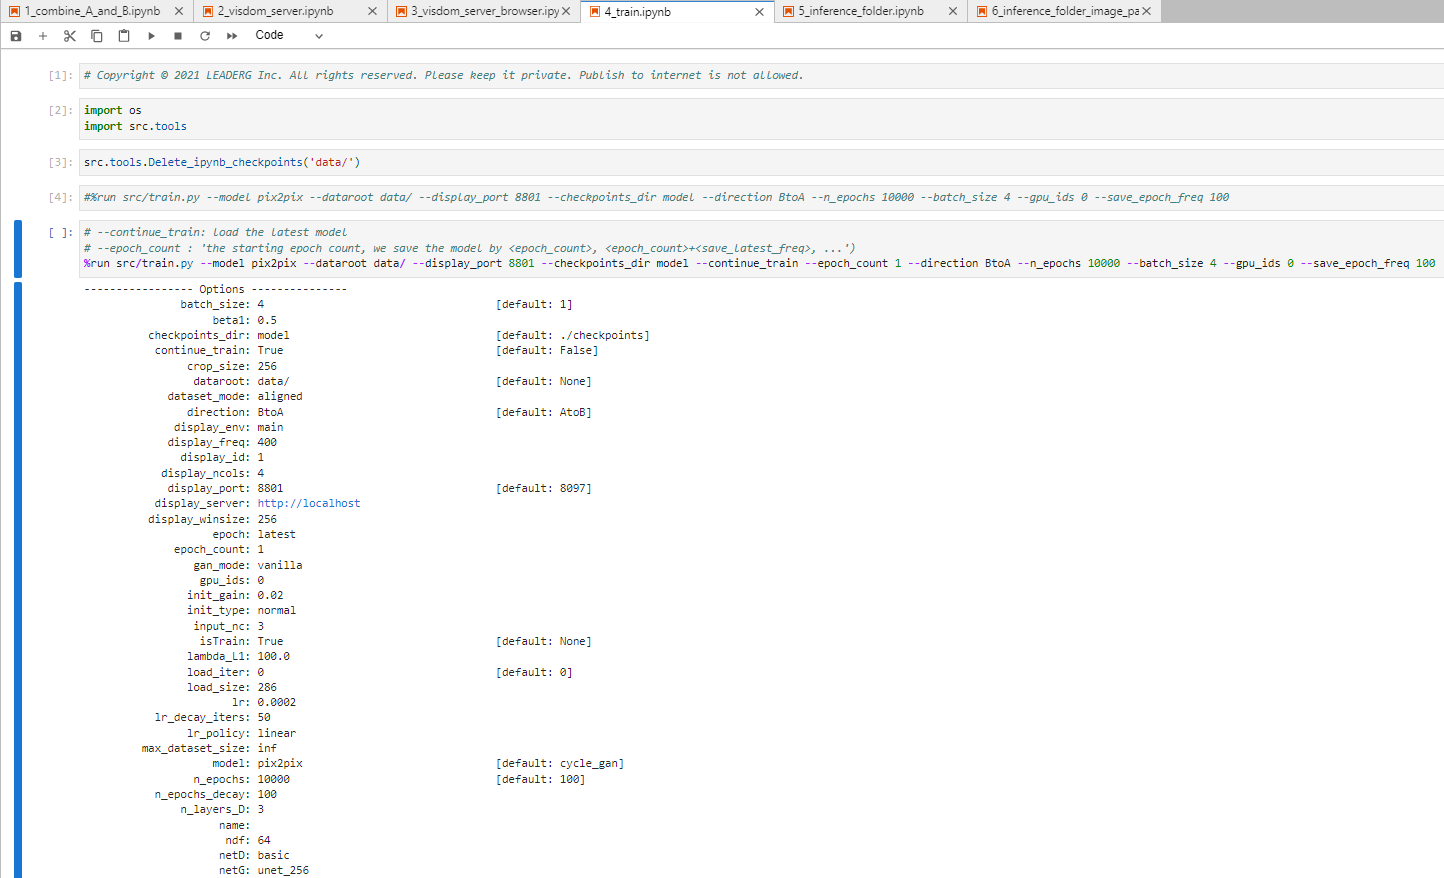 1_combine_A_and_B.ipynb
2_visdom_server.ipynb
3_visdom_server_browser.ipy
4_train.ipynb
5_inference_folder.ipynb
6_inference_folder_image_pa
Code
[1]: # Copyright © 2021 LEADERG Inc. All rights reserved. Please keep it private. Publish to internet is not allowed.
[2]: import os
import src.tools
[3]: src.tools.Delete_ipynb_checkpoints('data/')
[4]: #%run src/train.py --model pix2pix --dataroot data/ --display_port 8801 --checkpoints_dir model --direction BtoA --n_epochs 10000 --batch_size 4 --gpu_ids 0 --save_epoch_freq 100
[ ]: # --continue_train: load the latest model
# --epoch_count : 'the starting epoch count, we save the model by <epoch_count>, <epoch_count>+<save_latest_freq>, ...')
%run src/train.py --model pix2pix --dataroot data/ --display_port 8801 --checkpoints_dir model --continue_train --epoch_count 1 --direction BtoA --n_epochs 10000 --batch_size 4 --gpu_ids 0 --save_epoch_freq 100
----------------- Options ---------------
batch_size: 4 [default: 1]
beta1: 0.5
checkpoints_dir: model [default: ./checkpoints]
continue_train: True [default: False]
crop_size: 256
dataroot: data/ [default: None]
dataset_mode: aligned
direction: BtoA [default: AtoB]
display_env: main
display_freq: 400
display_id: 1
display_ncols: 4
display_port: 8801 [default: 8097]
display_server: http://localhost
display_winsize: 256
epoch: latest
epoch_count: 1
gan_mode: vanilla
gpu_ids: 0
init_gain: 0.02
init_type: normal
input_nc: 3
isTrain: True [default: None]
lambda_L1: 100.0
load_iter: 0 [default: 0]
load_size: 286
lr: 0.0002
lr_decay_iters: 50
lr_policy: linear
max_dataset_size: inf
model: pix2pix [default: cycle_gan]
n_epochs: 10000 [default: 100]
n_epochs_decay: 100
n_layers_D: 3
name:
ndf: 64
netD: basic
netG: unet_256